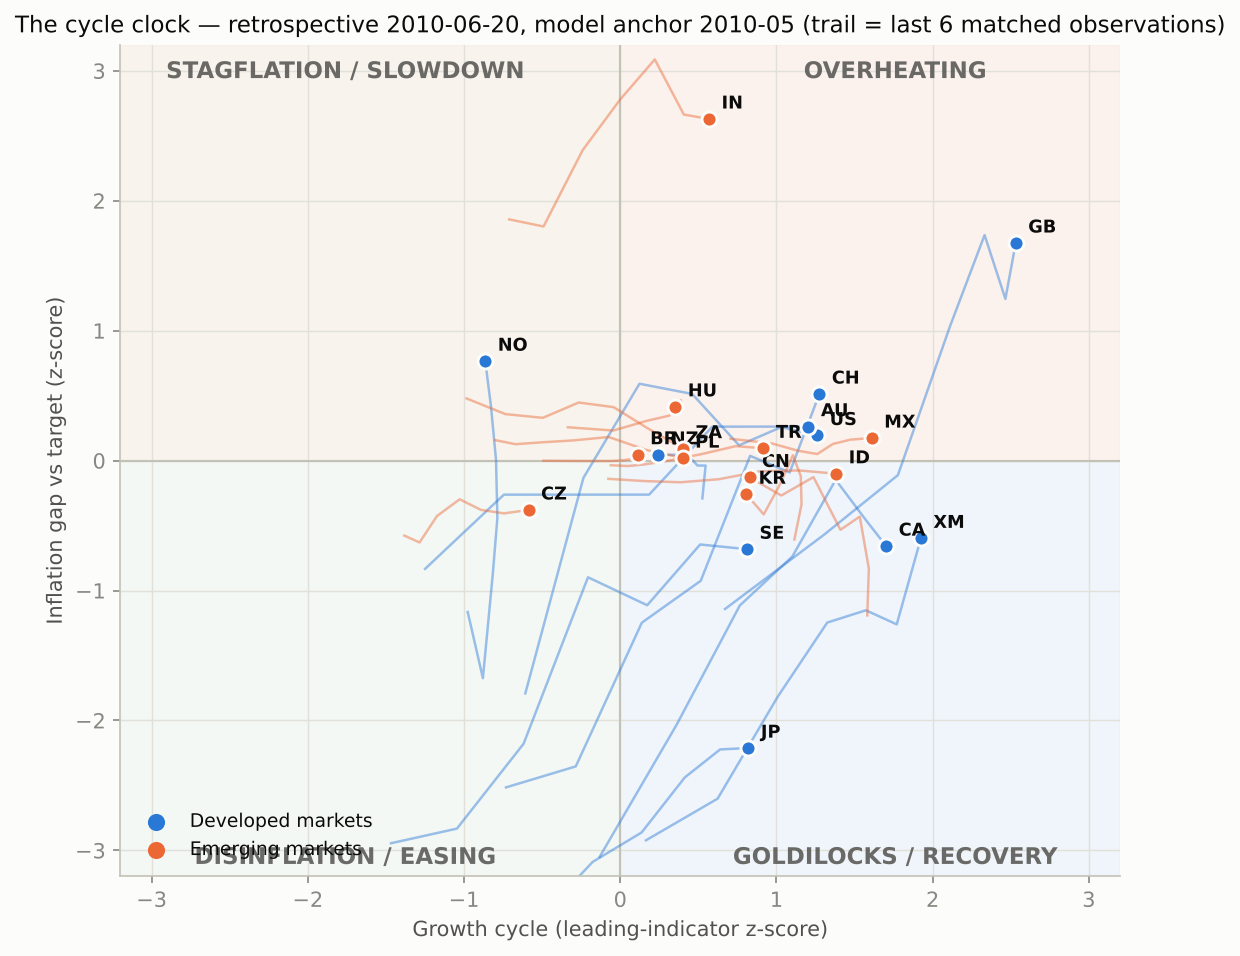 The cycle clock — retrospective 2010-06-20, model anchor 2010-05 (trail = last 6 matched observations)
STAGFLATION / SLOWDOWN
OVERHEATING
IN
GB
NO
CH
HU
AU
US
MX
TR
ZA
BR
NZ
PL
ID
CN
KR
CZ
SE
CA
XM
JP
Developed markets
Emerging markets
DISINFLATION / EASING
GOLDILOCKS / RECOVERY
3
2
1
0
−1
−2
−3
−3
−2
−1
0
1
2
3
Growth cycle (leading-indicator z-score)
Inflation gap vs target (z-score)